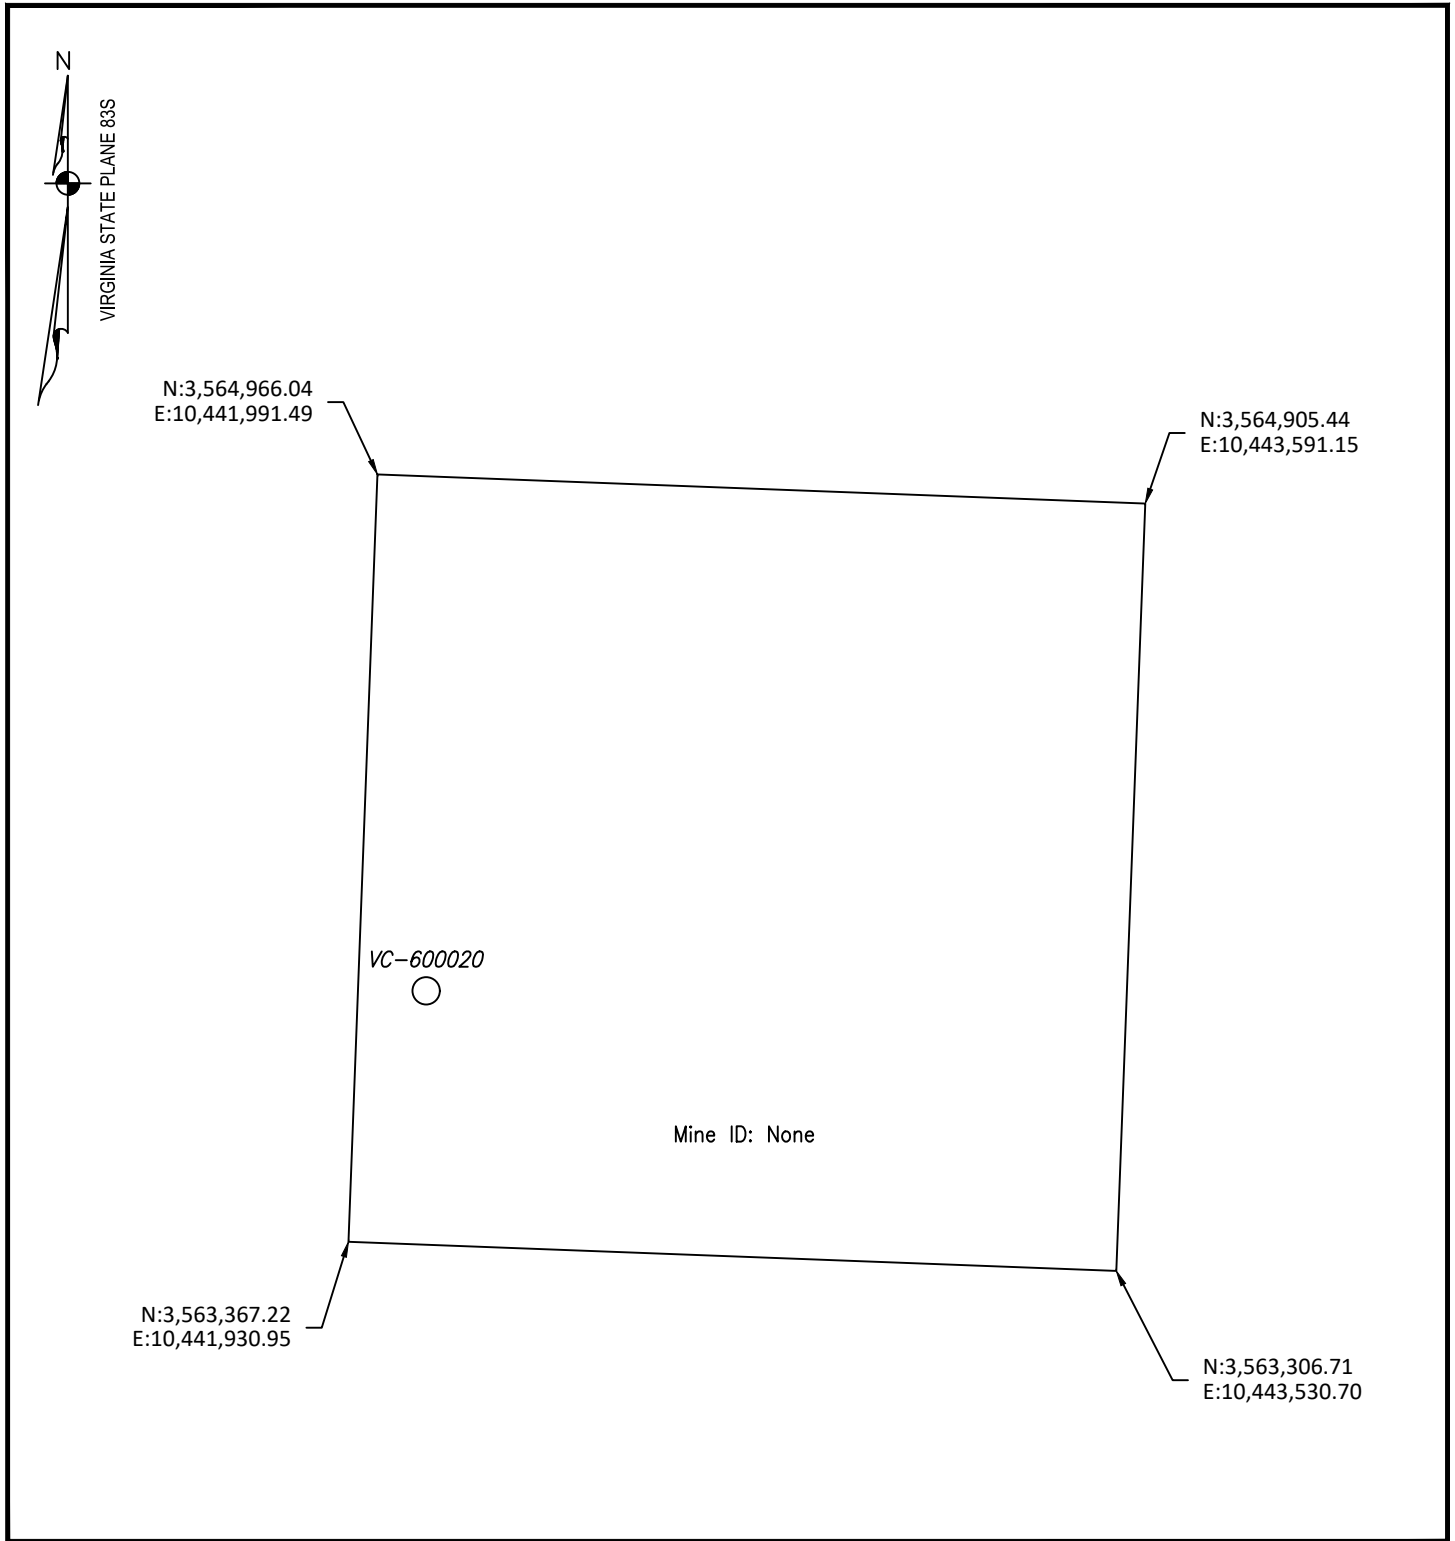 N
VIRGINIA STATE PLANE 83S
N:3,564,966.04
E:10,441,991.49
N:3,564,905.44
E:10,443,591.15
VC-600020
Mine ID: None
N:3,563,367.22
E:10,441,930.95
N:3,563,306.71
E:10,443,530.70